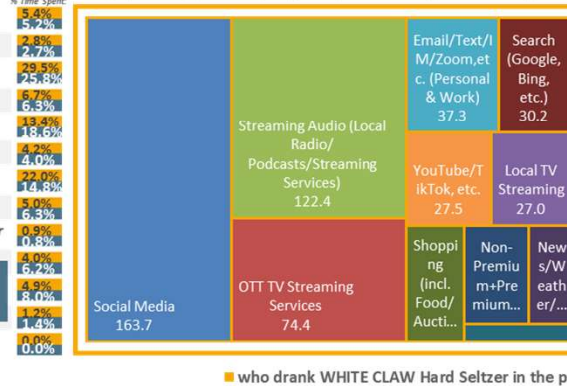 % Time Spent:
5.4%
5.2%
2.8%
2.7%
29.5%
25.8%
6.7%
6.3%
13.4%
18.6%
4.2%
4.0%
22.0%
14.8%
5.0%
6.3%
0.9%
0.8%
4.0%
6.2%
4.9%
8.0%
1.2%
1.4%
0.0%
0.0%
Social Media
163.7
Streaming Audio (Local
Radio/
Podcasts/Streaming
Services)
122.4
OTT TV Streaming
Services
74.4
Email/Text/I
M/Zoom,et
c. (Personal
& Work)
37.3
Search
(Google,
Bing,
etc.)
30.2
YouTube/T
ikTok, etc.
27.5
Local TV
Streaming
27.0
Shoppi
ng
(incl.
Food/
Aucti...
Non-
Premiu
m+Pre
mium...
New
s/W
eath
er/...
who drank WHITE CLAW Hard Seltzer in the p